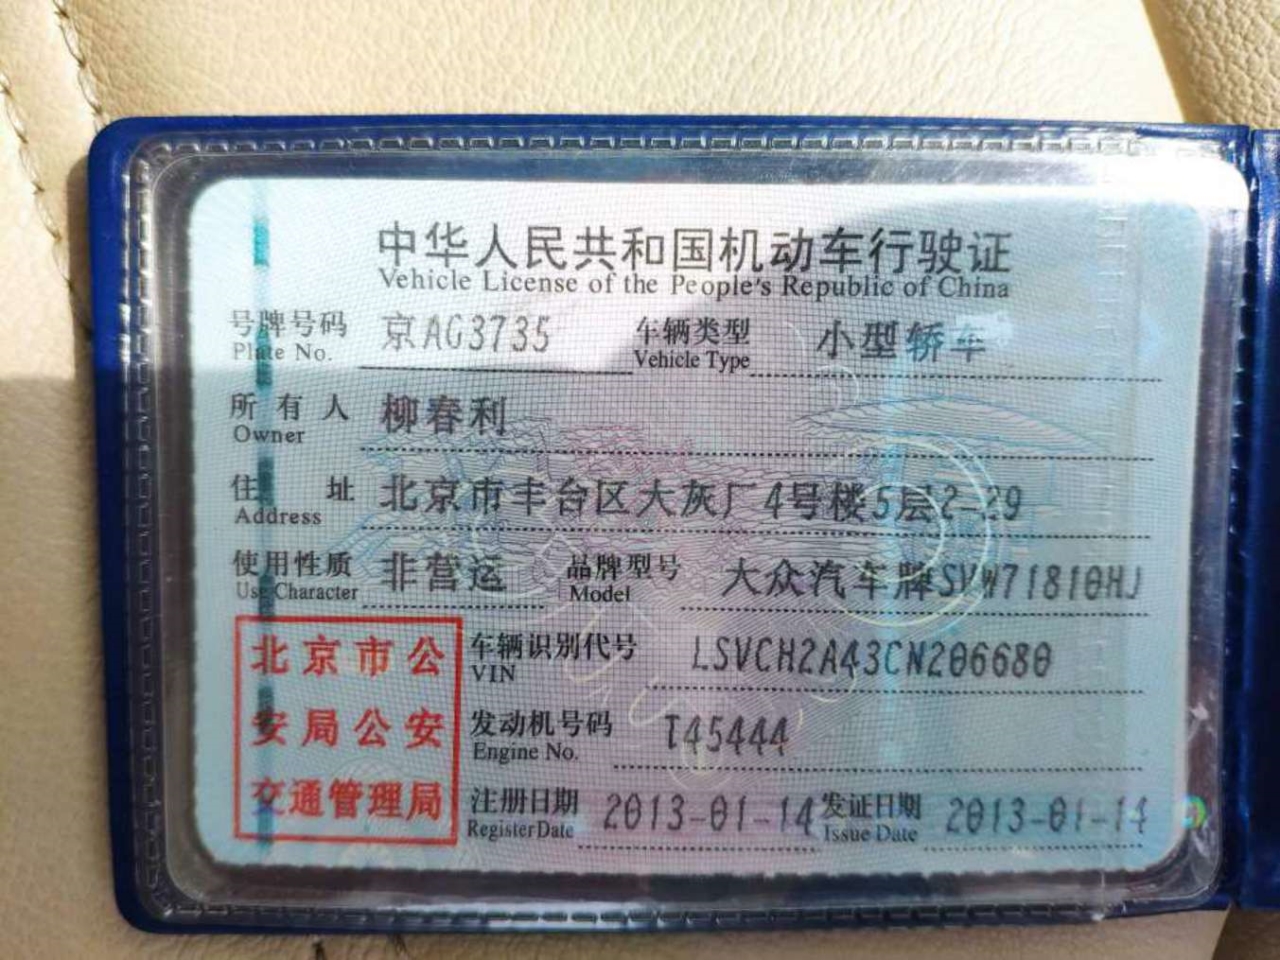 中华人民共和国机动车行驶证
Vehicle License of the People's Republic of China
号牌号码 京AG3735 车辆类型 小型轿车
Plate No. Vehicle Type
所有人 柳春利
Owner
住址 北京市丰台区大灰厂4号楼5层2-29
Address
使用性质 非营运 品牌型号 大众汽车牌SVW71810HJ
Use Character Model
北京市公
安局公安
交通管理局
车辆识别代号 LSVCH2A43CN206680
VIN
发动机号码 T45444
Engine No.
注册日期 2013-01-14 发证日期 2013-01-14
Register Date Issue Date